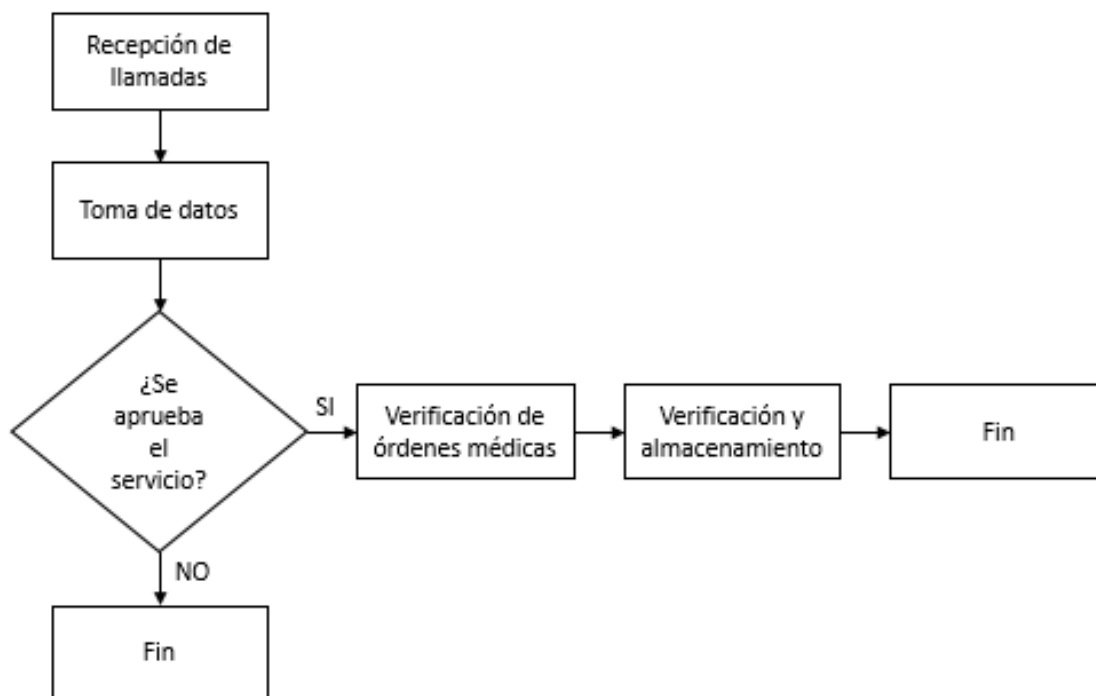 Recepción de
llamadas
Toma de datos
¿Se
aprueba
el
servicio?
SI
Verificación de
órdenes médicas
Verificación y
almacenamiento
Fin
NO
Fin